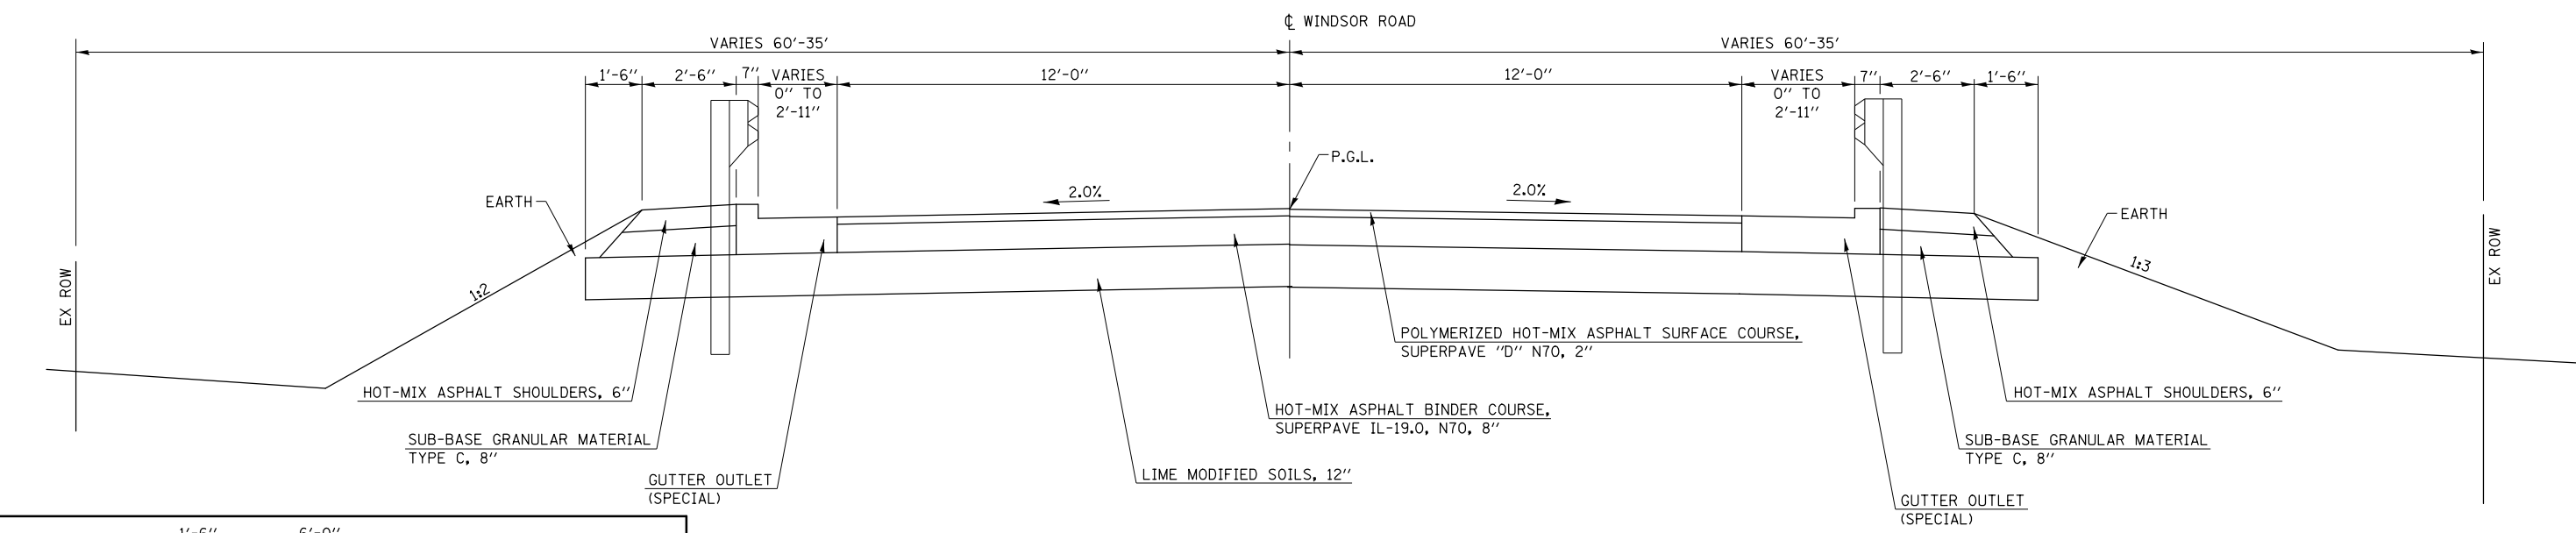 ℄ WINDSOR ROAD
VARIES 60'-35'
VARIES 60'-35'
1'-6"
2'-6"
7"
VARIES
0" TO
2'-11"
12'-0"
12'-0"
VARIES
0" TO
2'-11"
7"
2'-6"
1'-6"
P.G.L.
2.0%
2.0%
EARTH
EARTH
1:2
1:3
EX ROW
EX ROW
POLYMERIZED HOT-MIX ASPHALT SURFACE COURSE,
SUPERPAVE "D" N70, 2"
HOT-MIX ASPHALT SHOULDERS, 6"
HOT-MIX ASPHALT SHOULDERS, 6"
HOT-MIX ASPHALT BINDER COURSE,
SUPERPAVE IL-19.0, N70, 8"
SUB-BASE GRANULAR MATERIAL
TYPE C, 8"
SUB-BASE GRANULAR MATERIAL
TYPE C, 8"
LIME MODIFIED SOILS, 12"
GUTTER OUTLET
(SPECIAL)
GUTTER OUTLET
(SPECIAL)
1'-6"
6'-0"